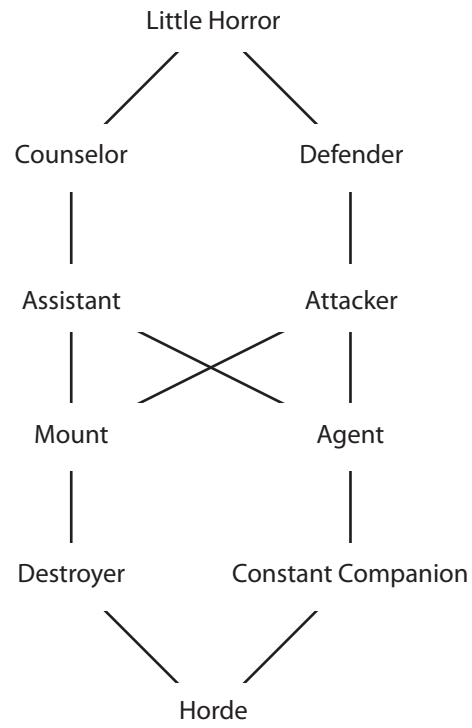 Little Horror
Counselor Defender
Assistant Attacker
Mount Agent
Destroyer Constant Companion
Horde